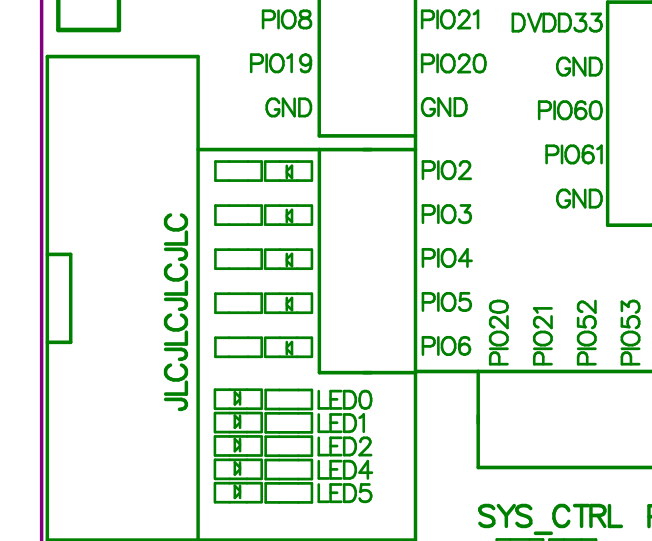 PIO8
PIO19
GND
PIO21
PIO20
GND
DVDD33
GND
PIO60
PIO61
GND
PIO2
PIO3
PIO4
PIO5
PIO6
JLCJLCJLCJLC
PIO20
PIO21
PIO52
PIO53
LED0
LED1
LED2
LED4
LED5
SYS_CTRL